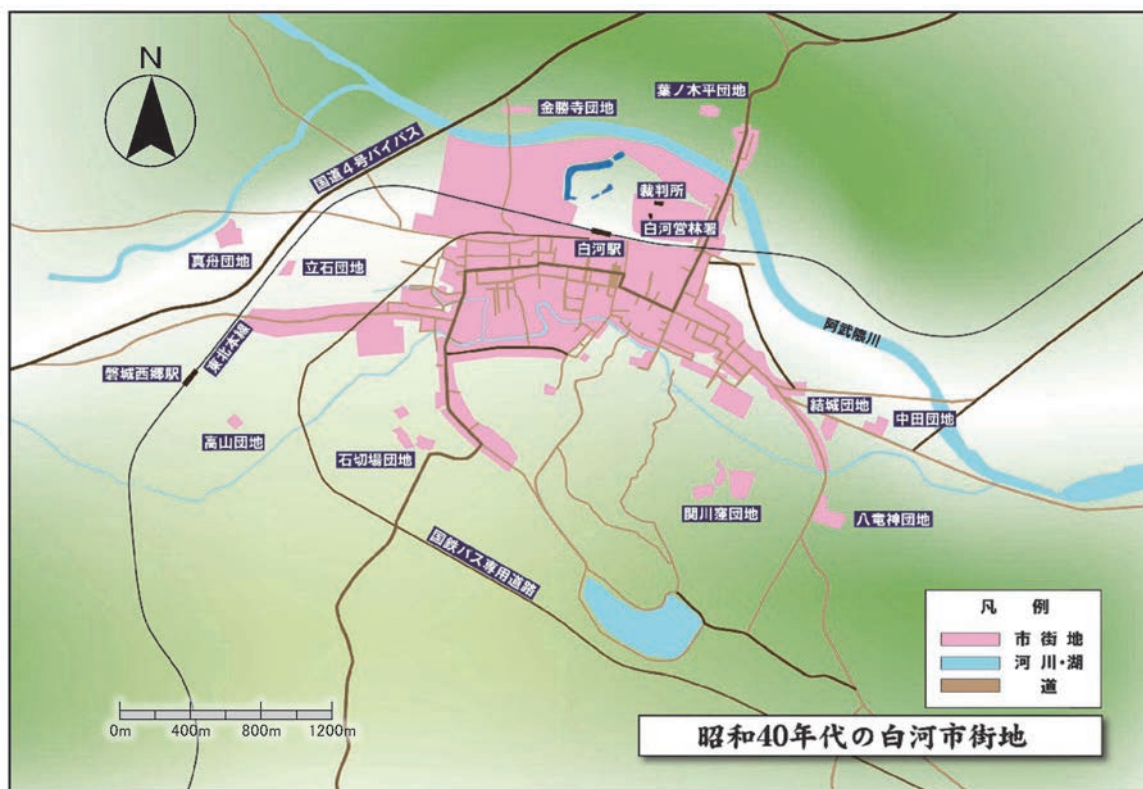 N
金勝寺団地
葉ノ木平団地
国道4号バイパス
裁判所
白河営林署
白河駅
真舟団地
立石団地
阿武隈川
東北本線
磐城西郷駅
結城団地
中田団地
高山団地
石切場団地
関川窪団地
八竜神団地
国鉄バス専用道路
凡 例
市 街 地
河 川・湖
道
0m 400m 800m 1200m
昭和40年代の白河市街地